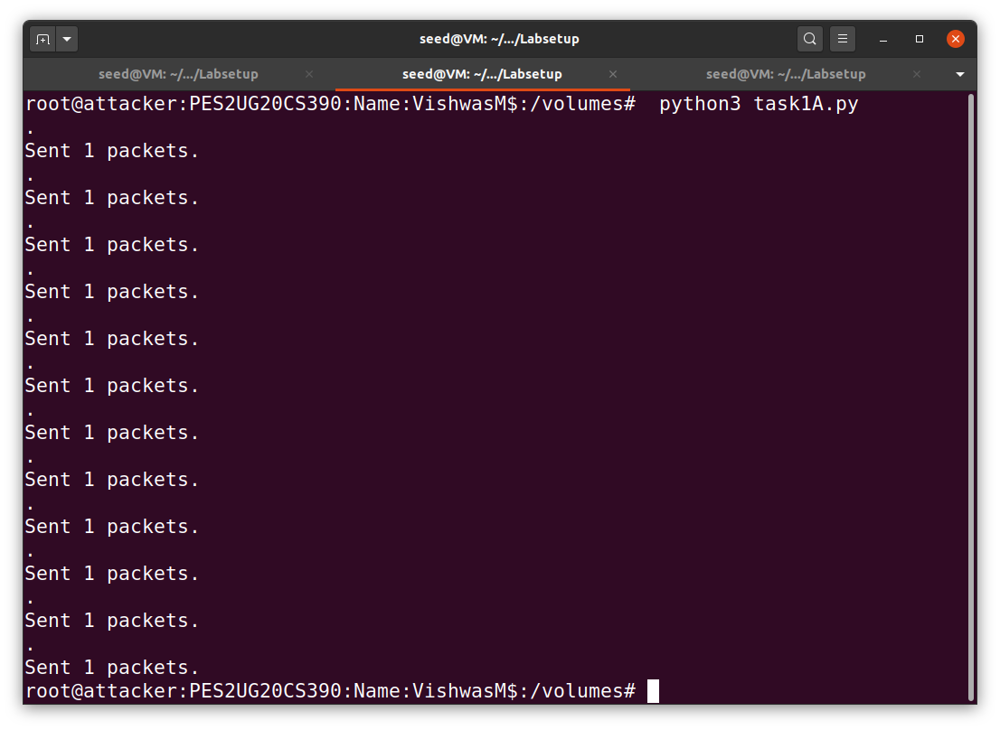 seed@VM: ~/.../Labsetup
seed@VM: ~/.../Labsetup
seed@VM: ~/.../Labsetup
seed@VM: ~/.../Labsetup
root@attacker:PES2UG20CS390:Name:VishwasM$:/volumes#  python3 task1A.py
.
Sent 1 packets.
.
Sent 1 packets.
.
Sent 1 packets.
.
Sent 1 packets.
.
Sent 1 packets.
.
Sent 1 packets.
.
Sent 1 packets.
.
Sent 1 packets.
.
Sent 1 packets.
.
Sent 1 packets.
.
Sent 1 packets.
.
Sent 1 packets.
root@attacker:PES2UG20CS390:Name:VishwasM$:/volumes#